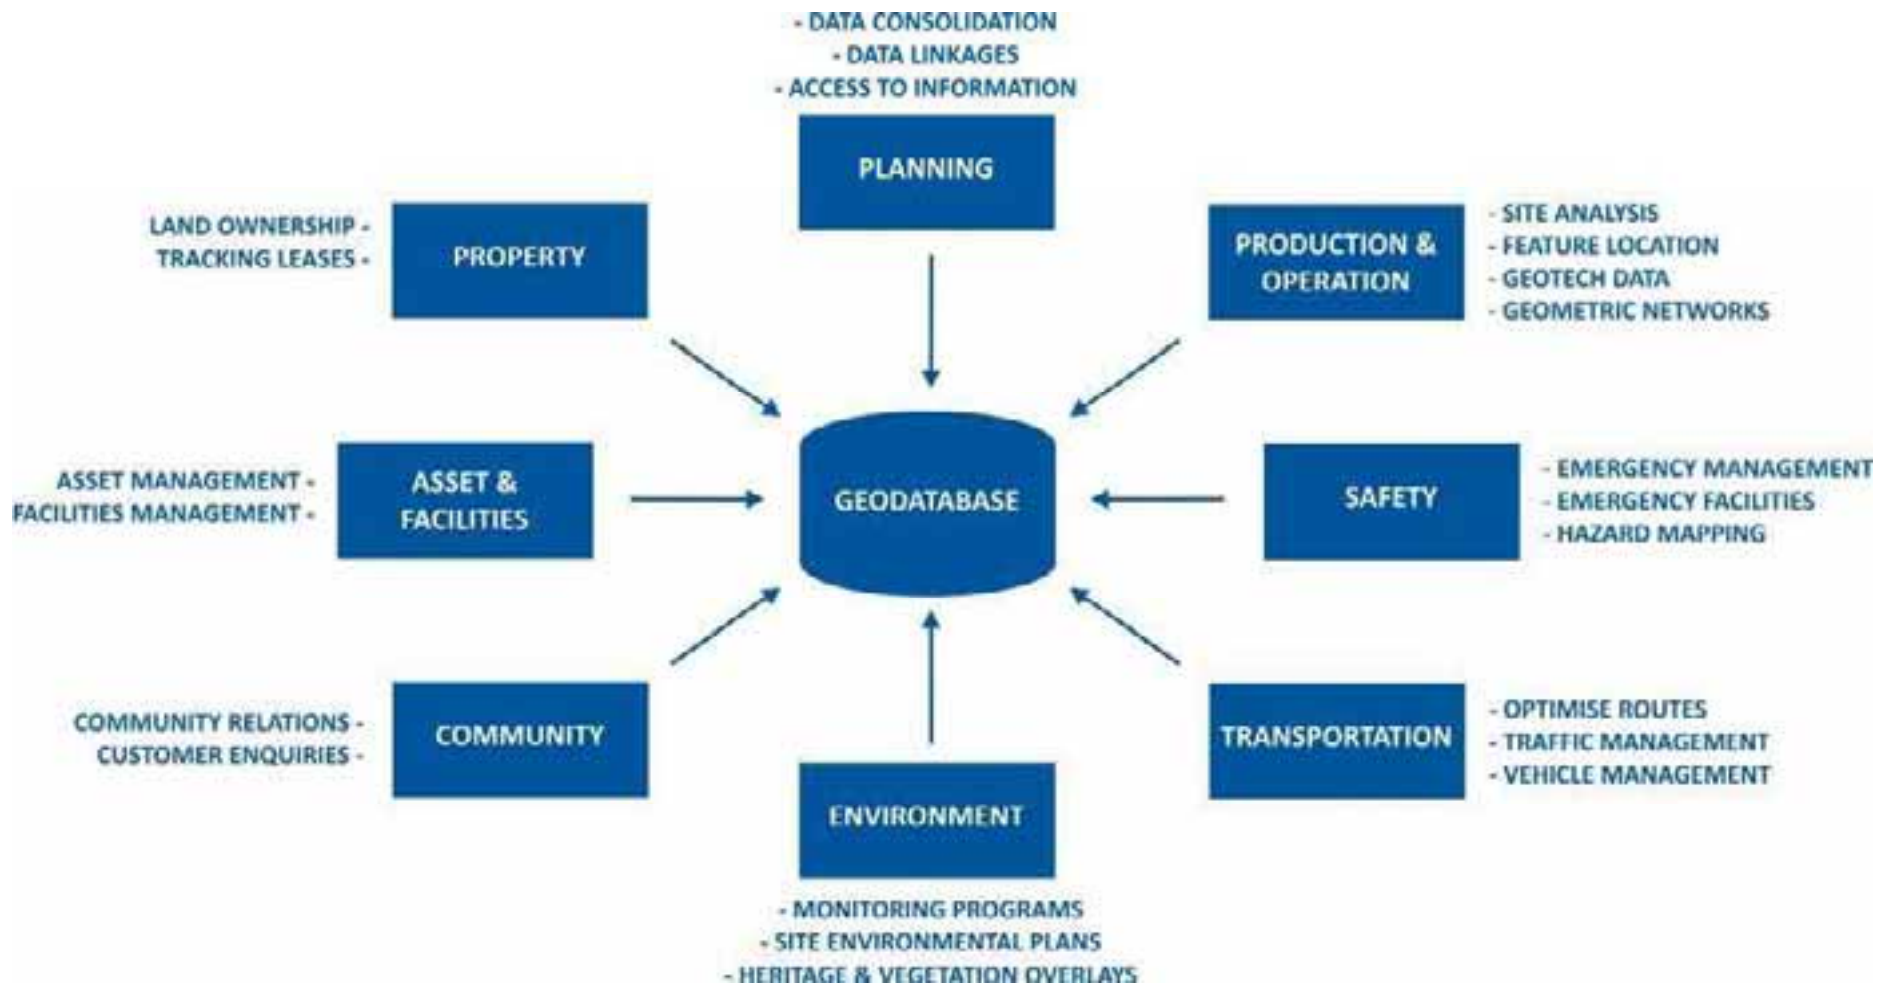 - DATA CONSOLIDATION
- DATA LINKAGES
- ACCESS TO INFORMATION
PLANNING
LAND OWNERSHIP -
TRACKING LEASES -
PROPERTY
PRODUCTION &
OPERATION
- SITE ANALYSIS
- FEATURE LOCATION
- GEOTECH DATA
- GEOMETRIC NETWORKS
ASSET MANAGEMENT -
FACILITIES MANAGEMENT -
ASSET &
FACILITIES
GEODATABASE
SAFETY
- EMERGENCY MANAGEMENT
- EMERGENCY FACILITIES
- HAZARD MAPPING
COMMUNITY RELATIONS -
CUSTOMER ENQUIRIES -
COMMUNITY
TRANSPORTATION
- OPTIMISE ROUTES
- TRAFFIC MANAGEMENT
- VEHICLE MANAGEMENT
ENVIRONMENT
- MONITORING PROGRAMS
- SITE ENVIRONMENTAL PLANS
- HERITAGE & VEGETATION OVERLAYS